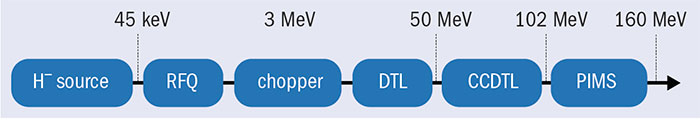 45 keV 3 MeV 50 MeV 102 MeV 160 MeV
H⁻ source RFQ chopper DTL CCDTL PIMS